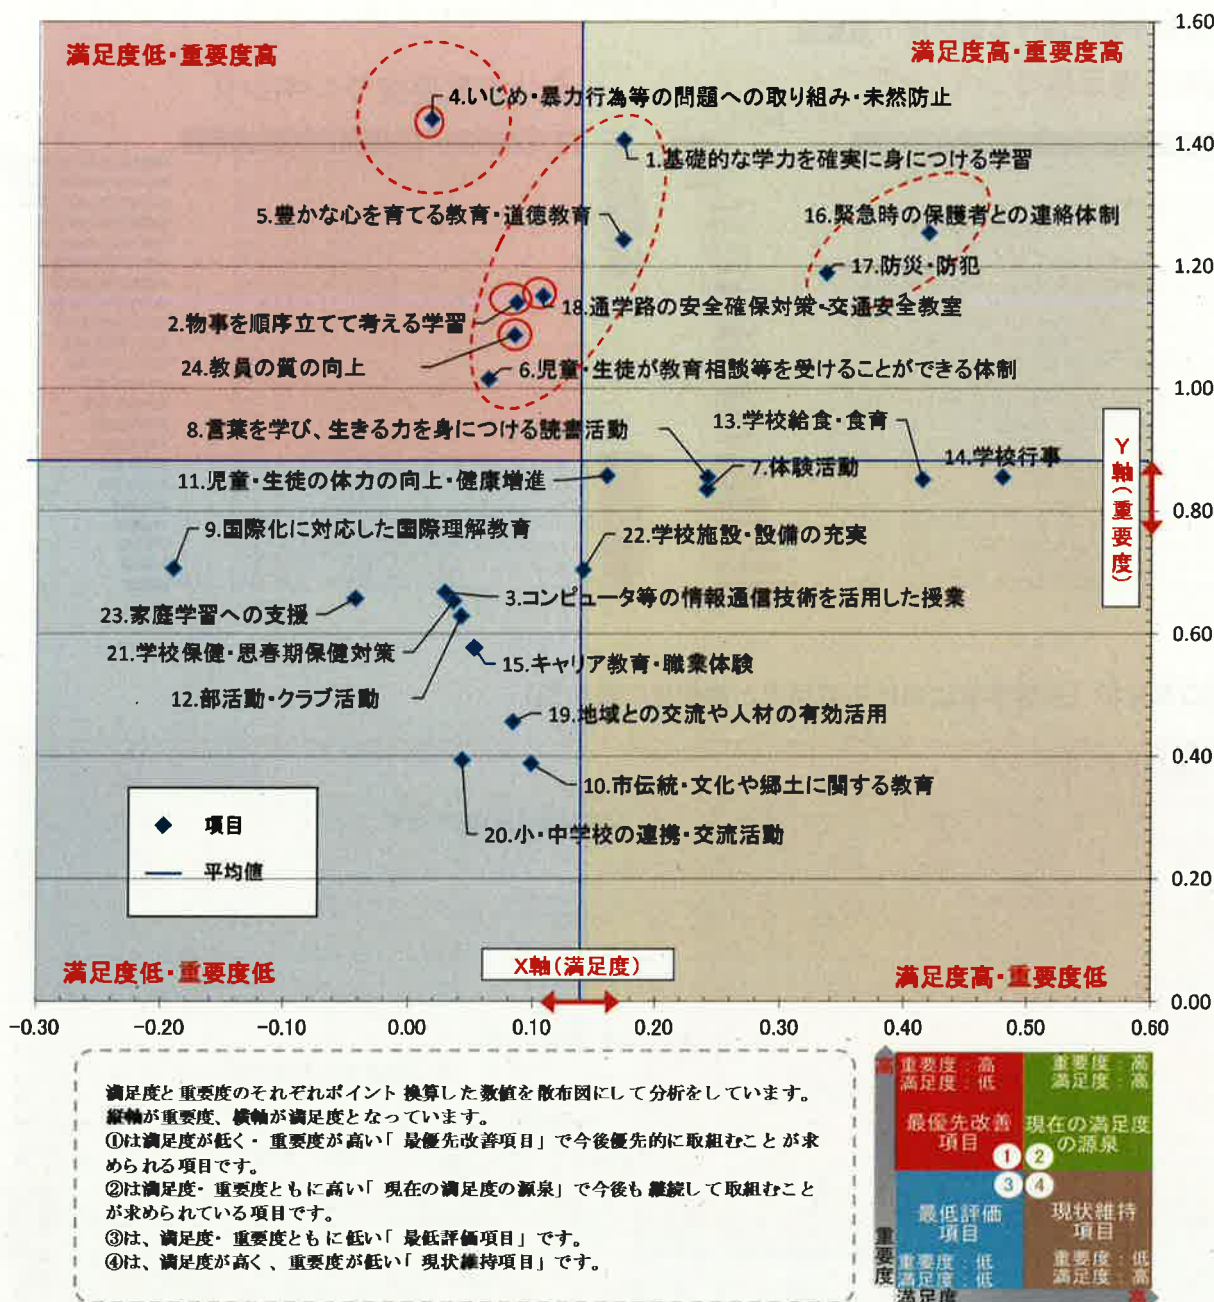 1.60
満足度低・重要度高
満足度高・重要度高
4.いじめ・暴力行為等の問題への取り組み・未然防止
1.40
1.基礎的な学力を確実に身につける学習
5.豊かな心を育てる教育・道徳教育
16.緊急時の保護者との連絡体制
1.20
17.防災・防犯
18.通学路の安全確保対策・交通安全教室
2.物事を順序立てて考える学習
24.教員の質の向上
6.児童・生徒が教育相談等を受けることができる体制
1.00
13.学校給食・食育
8.言葉を学び、生きる力を身につける読書活動
14.学校行事
7.体験活動
11.児童・生徒の体力の向上・健康増進
Y軸(重要度)
0.80
9.国際化に対応した国際理解教育
22.学校施設・設備の充実
3.コンピュータ等の情報通信技術を活用した授業
23.家庭学習への支援
0.60
21.学校保健・思春期保健対策
15.キャリア教育・職業体験
12.部活動・クラブ活動
19.地域との交流や人材の有効活用
0.40
10.市伝統・文化や郷土に関する教育
項目
20.小・中学校の連携・交流活動
平均値
0.20
満足度低・重要度低
X軸(満足度)
満足度高・重要度低
0.00
-0.30 -0.20 -0.10 0.00 0.10 0.20 0.30 0.40 0.50 0.60
満足度と重要度のそれぞれポイント換算した数値を散布図にして分析をしています。
縦軸が重要度、横軸が満足度となっています。
①は満足度が低く・重要度が高い「最優先改善項目」で今後優先的に取組むことが求
められる項目です。
②は満足度・重要度ともに高い「現在の満足度の源泉」で今後も継続して取組むこと
が求められている項目です。
③は、満足度・重要度ともに低い「最低評価項目」です。
④は、満足度が高く、重要度が低い「現状維持項目」です。
高
重要度:高
満足度:低
最優先改善
項目
①
重要度:高
満足度:高
現在の満足度
の源泉
②
③
最低評価
項目
重要度:低
満足度:低
④
現状維持
項目
重要度:低
満足度:高
重要度
満足度
高